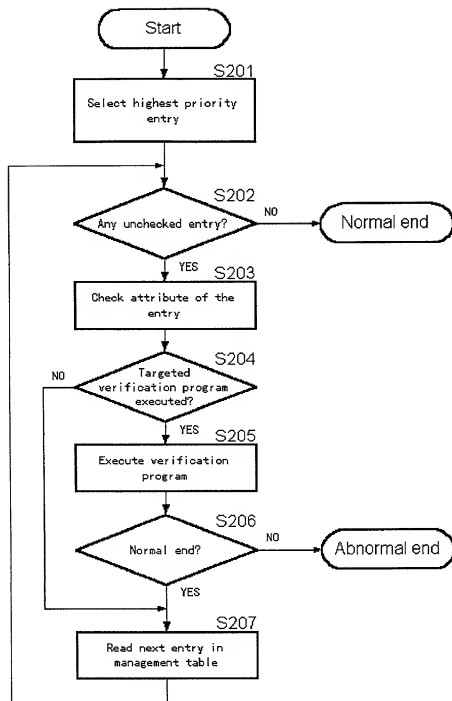 Start
S201
Select highest priority
entry
S202
Any unchecked entry?
NO
Normal end
YES
S203
Check attribute of the
entry
S204
NO
Targeted
verification program
executed?
YES
S205
Execute verification
program
S206
Normal end?
NO
Abnormal end
YES
S207
Read next entry in
management table